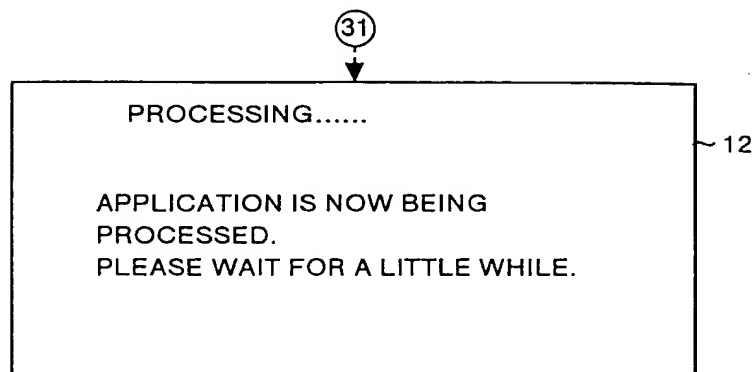 31
PROCESSING......
12
APPLICATION IS NOW BEING
PROCESSED.
PLEASE WAIT FOR A LITTLE WHILE.